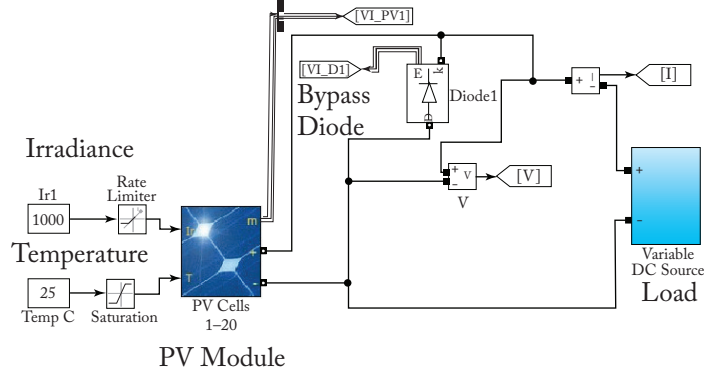 [VI_PV1]
[VI_D1]
E
k
Diode1
Bypass
Diode
+
–
I
[I]
Irradiance
Ir1
1000
Rate
Limiter
+
–
V
[V]
V
+
–
Ir
m
+
Temperature
T
-
25
Temp C
Saturation
PV Cells
1–20
Variable
DC Source
Load
PV Module